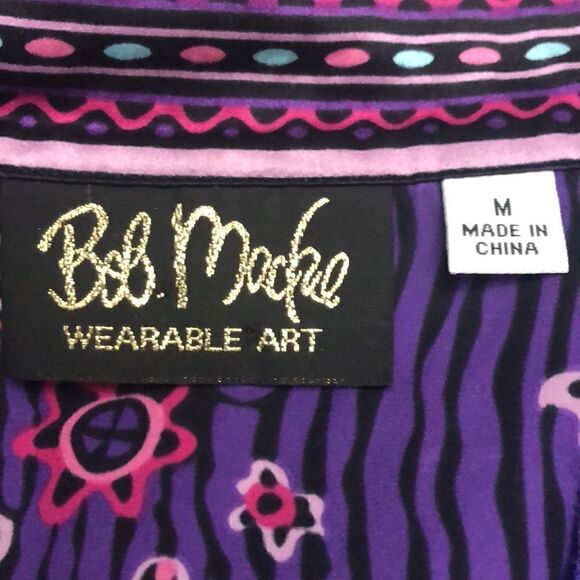 Bob Mackie
WEARABLE ART
M
MADE IN
CHINA